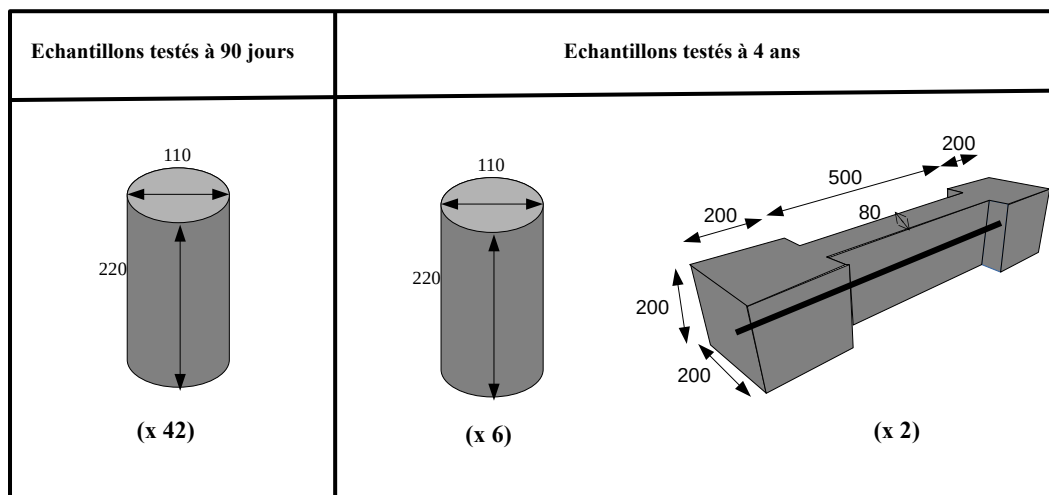 Echantillons testés à 90 jours
Echantillons testés à 4 ans
110
220
(x 42)
110
220
(x 6)
200
500
200
80
200
200
(x 2)